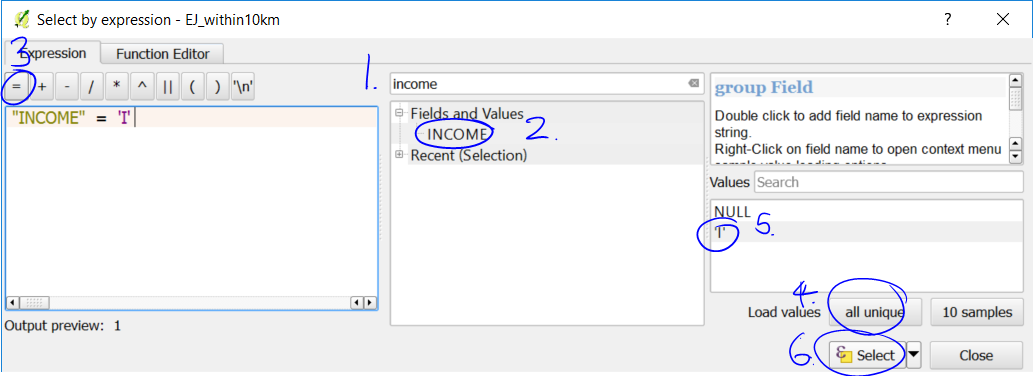 Select by expression - EJ_within10km
?
3
Expression
Function Editor
1.
= + - / * ^ || ( ) '\n'
income
group Field
"INCOME" = 'I'
Fields and Values
INCOME
2.
Recent (Selection)
Double click to add field name to expression
string.
Right-Click on field name to open context menu
sample value loading options
Values
Search
NULL
'I'
5.
4.
Load values
all unique
10 samples
Output preview: 1
6.
Select
Close